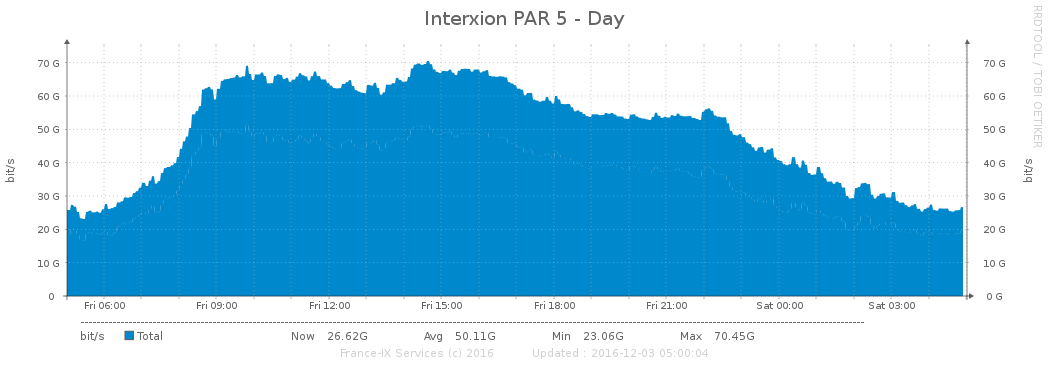 Interxion PAR 5 - Day
RRDTOOL / TOBI OETIKER
bit/s
70 G 70 G
60 G 60 G
50 G 50 G
40 G 40 G
30 G 30 G
20 G 20 G
10 G 10 G
0 0 G
bit/s
Fri 06:00 Fri 09:00 Fri 12:00 Fri 15:00 Fri 18:00 Fri 21:00 Sat 00:00 Sat 03:00
bit/s Total Now 26.62G Avg 50.11G Min 23.06G Max 70.45G
France-IX Services (c) 2016 Updated : 2016-12-03 05:00:04